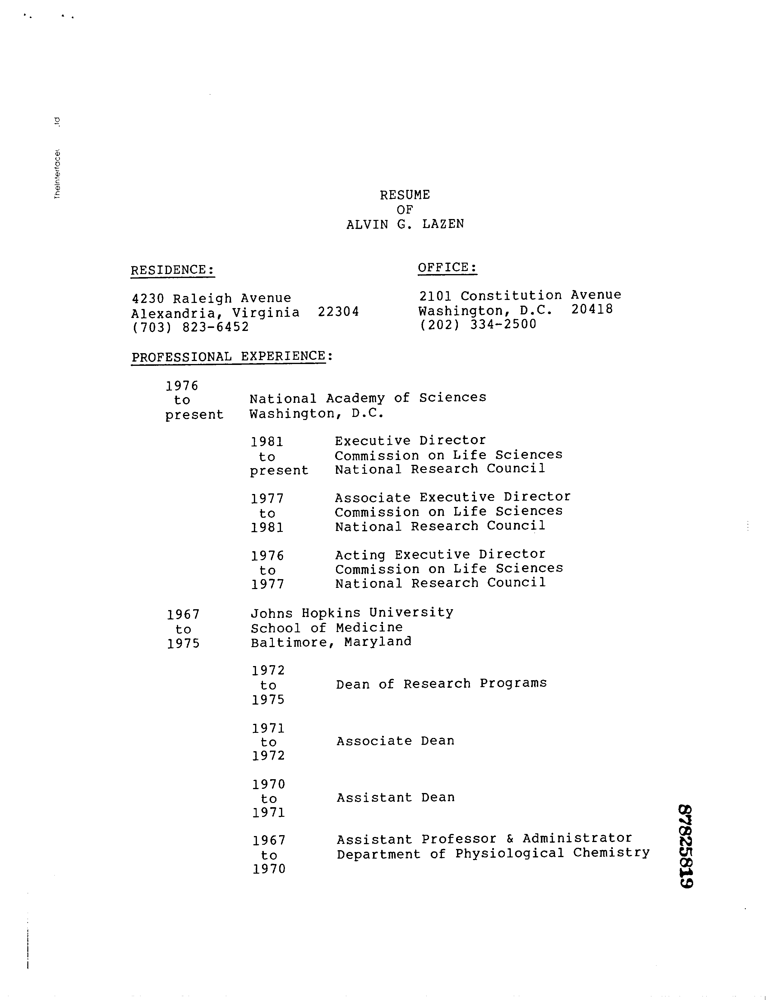 RESUME
OF
ALVIN G. LAZEN
RESIDENCE:
4230 Raleigh Avenue
Alexandria, Virginia 22304
(703) 823-6452
OFFICE:
2101 Constitution Avenue
Washington, D.C. 20418
(202) 334-2500
PROFESSIONAL EXPERIENCE:
1976
to National Academy of Sciences
present Washington, D.C.
1981 Executive Director
to Commission on Life Sciences
present National Research Council
1977 Associate Executive Director
to Commission on Life Sciences
1981 National Research Council
1976 Acting Executive Director
to Commission on Life Sciences
1977 National Research Council
1967 Johns Hopkins University
to School of Medicine
1975 Baltimore, Maryland
1972
to Dean of Research Programs
1975
1971
to Associate Dean
1972
1970
to Assistant Dean
1971
1967 Assistant Professor & Administrator
to Department of Physiological Chemistry
1970
87825819